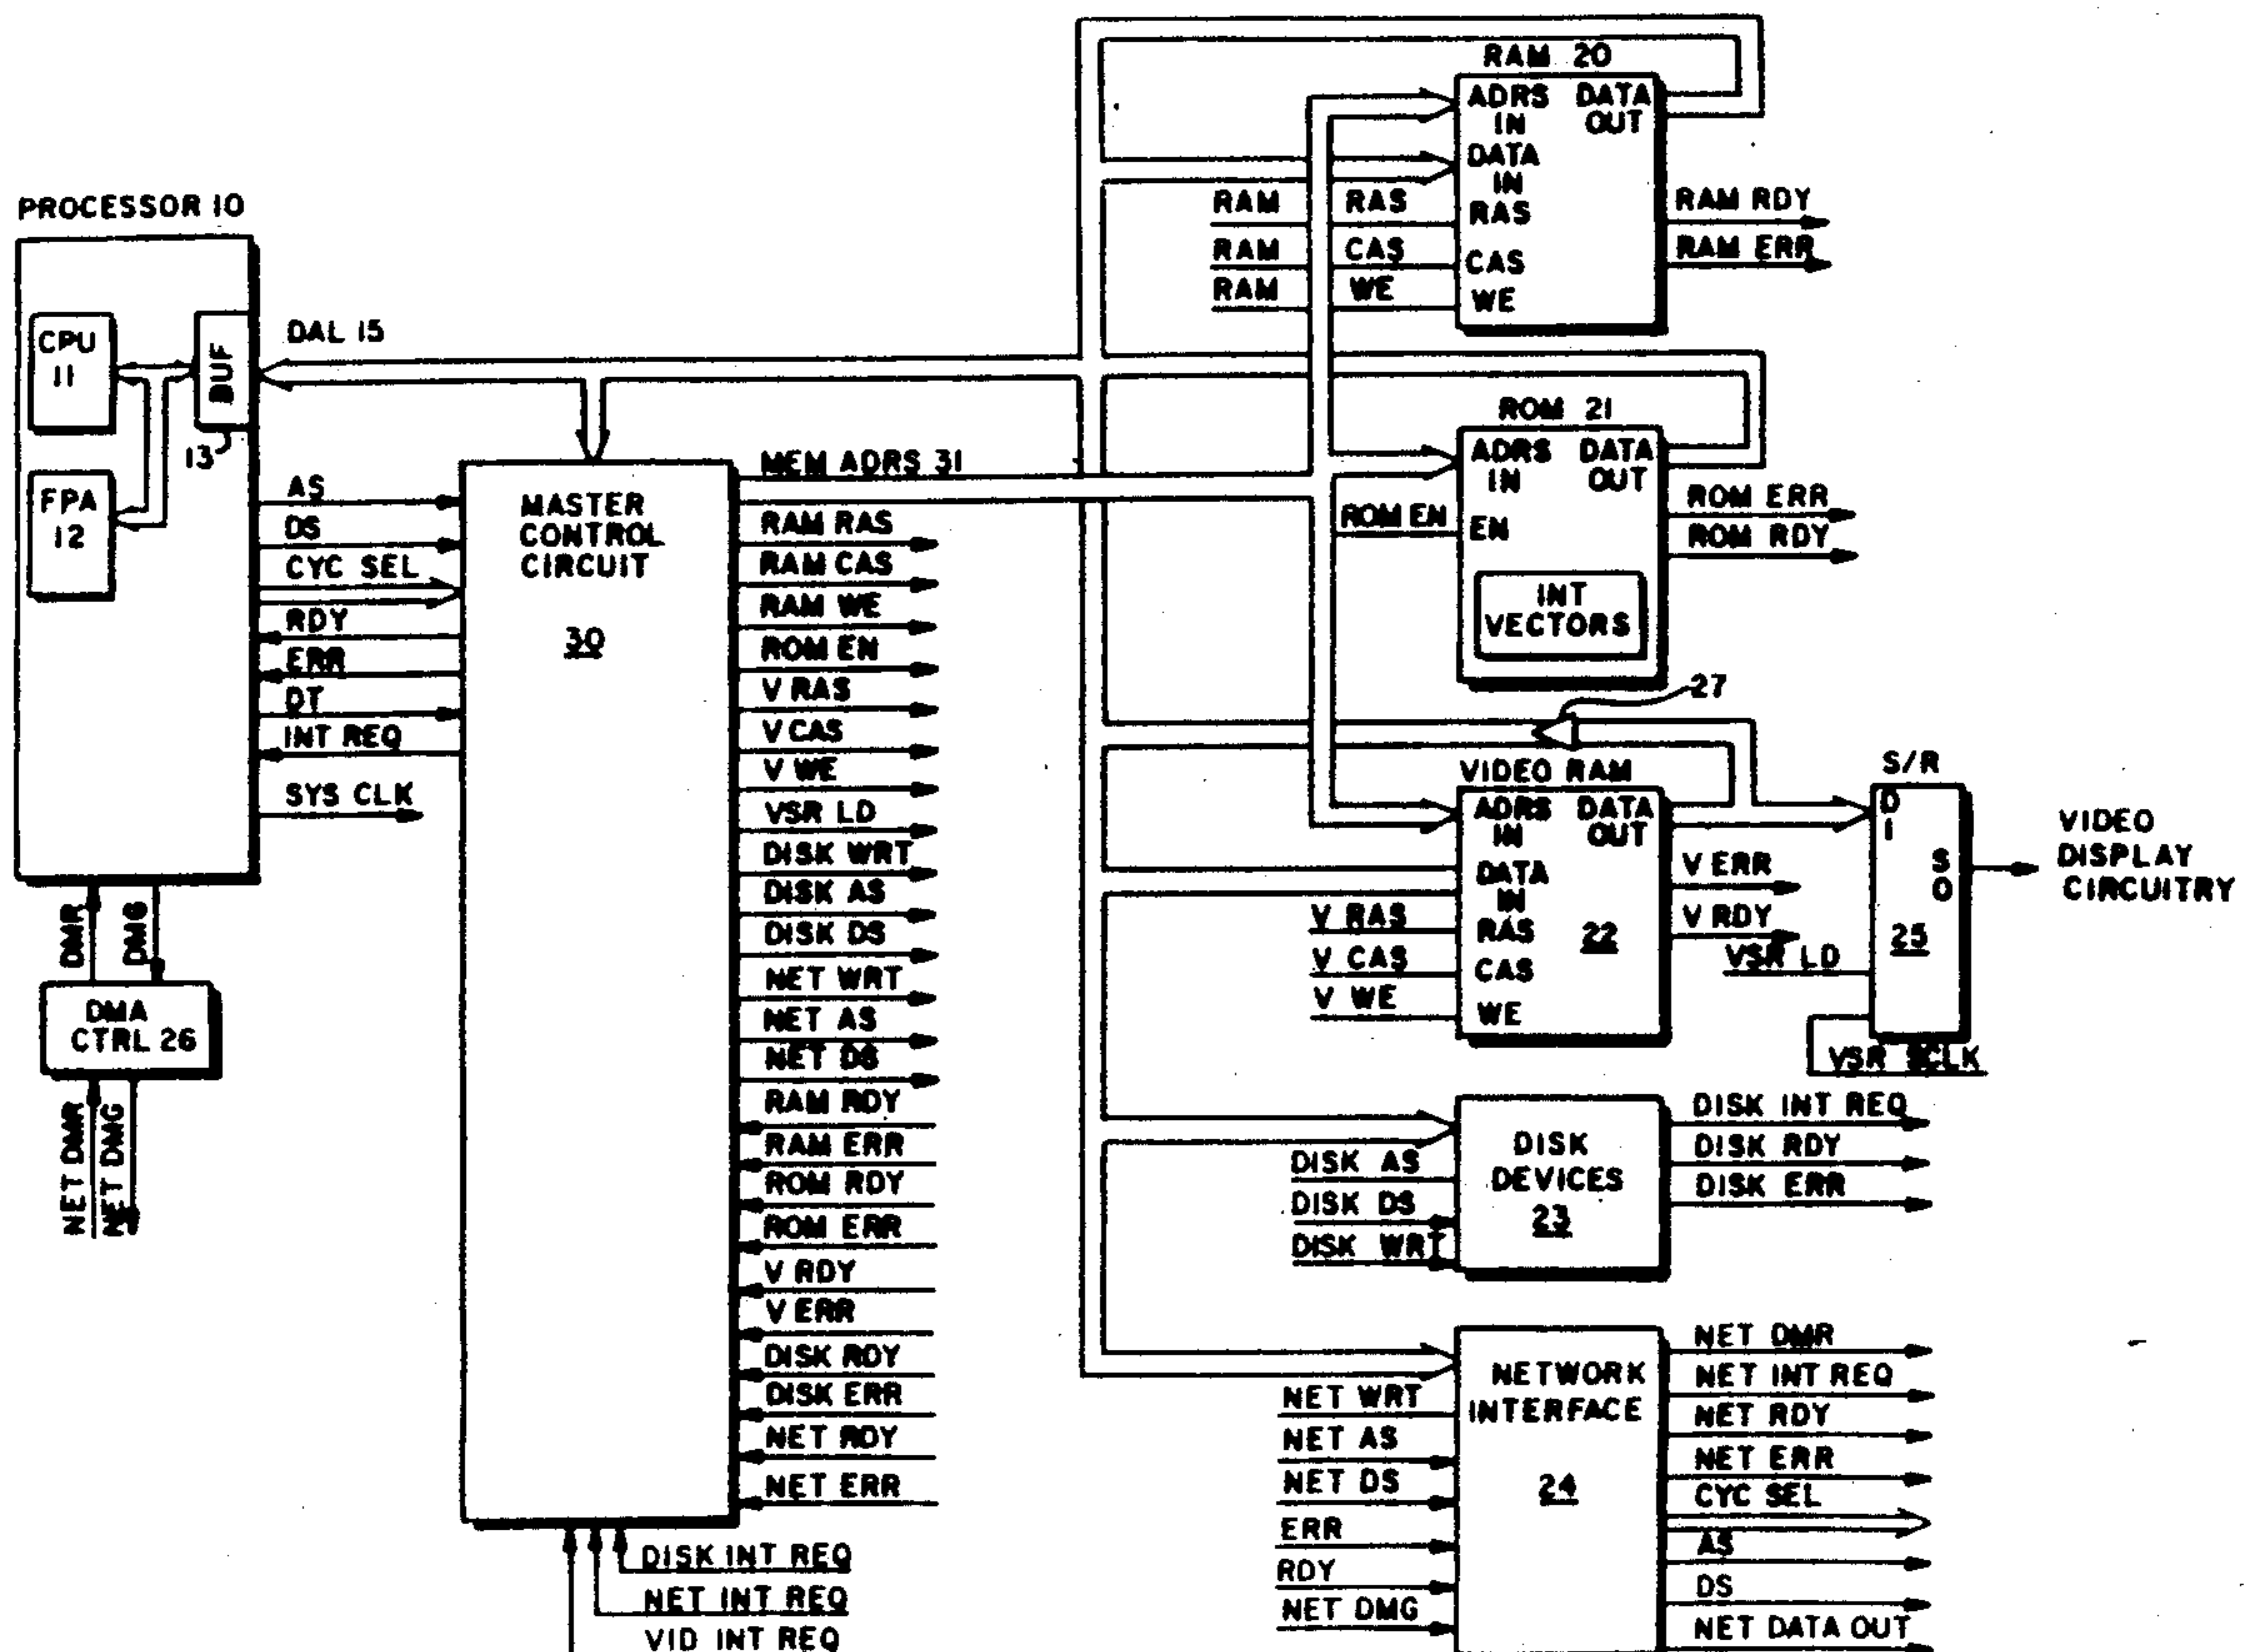 PROCESSOR 10
CPU
11
BUF
13
FPA
12
DAL 15
AS
DS
CYC SEL
RDY
ERR
DT
INT REQ
SYS CLK
DMR
DMG
DMA
CTRL 26
NET DMR
NET DMG
MASTER
CONTROL
CIRCUIT
30
MEM ADRS 31
RAM RAS
RAM CAS
RAM WE
ROM EN
V RAS
V CAS
V WE
VSR LD
DISK WRT
DISK AS
DISK DS
NET WRT
NET AS
NET DS
RAM RDY
RAM ERR
ROM RDY
ROM ERR
V RDY
V ERR
DISK RDY
DISK ERR
NET RDY
NET ERR
DISK INT REQ
NET INT REQ
VID INT REQ
RAM 20
ADRS IN
DATA OUT
DATA IN
RAM RAS
RAS
RAM CAS
CAS
RAM WE
WE
RAM RDY
RAM ERR
ROM 21
ADRS IN
DATA OUT
ROM EN
EN
INT
VECTORS
ROM ERR
ROM RDY
27
VIDEO RAM
ADRS IN
DATA OUT
DATA IN
V RAS
RAS
V CAS
CAS
V WE
WE
22
V ERR
V RDY
S/R
DI
SO
25
VSR LD
VSR SCLK
VIDEO
DISPLAY
CIRCUITRY
DISK
DEVICES
23
DISK AS
DISK DS
DISK WRT
DISK INT REQ
DISK RDY
DISK ERR
NETWORK
INTERFACE
24
NET WRT
NET AS
NET DS
ERR
RDY
NET DMG
NET DMR
NET INT REQ
NET RDY
NET ERR
CYC SEL
AS
DS
NET DATA OUT